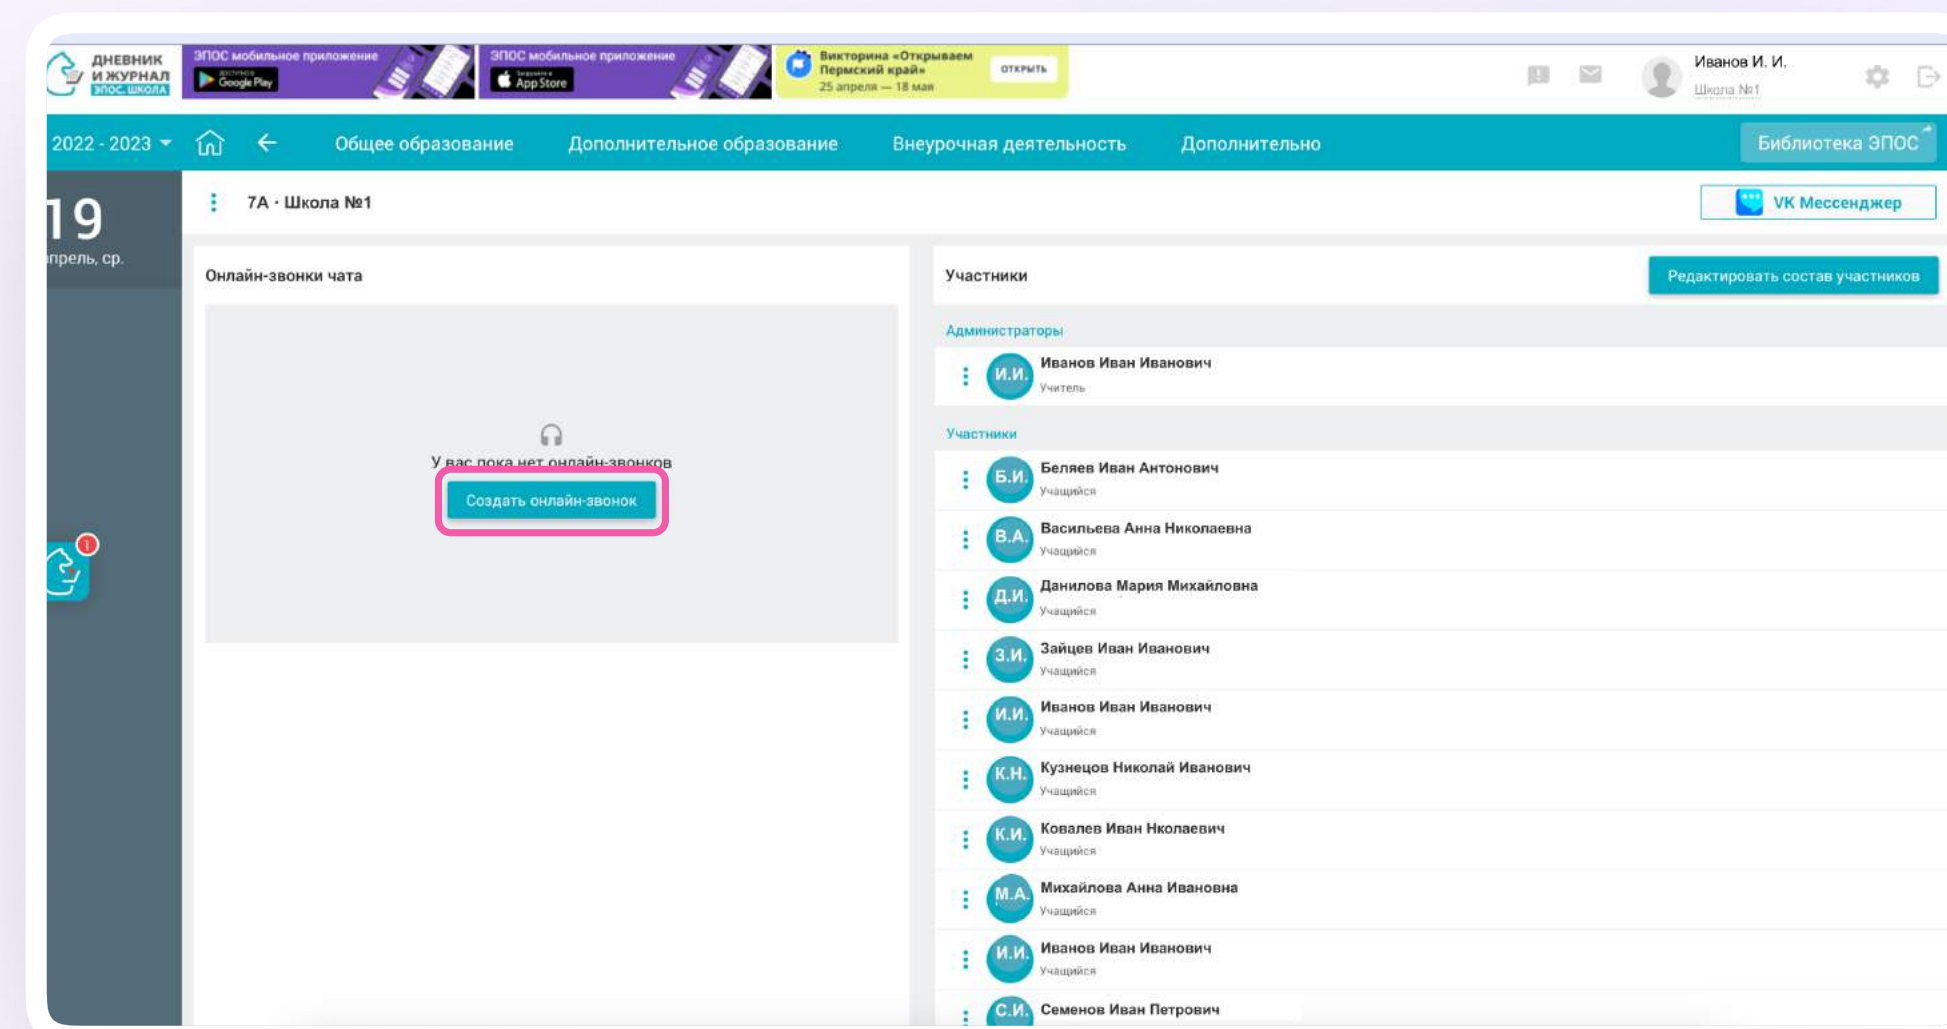 ДНЕВНИК
И ЖУРНАЛ
ЭПОС.ШКОЛА
ЭПОС мобильное приложение
Google Play
ЭПОС мобильное приложение
App Store
Викторина «Открываем
Пермский край»
25 апреля — 18 мая
ОТКРЫТЬ
Иванов И. И.
Школа №1
2022 - 2023
Общее образование
Дополнительное образование
Внеурочная деятельность
Дополнительно
Библиотека ЭПОС
19
апрель, ср.
7А · Школа №1
VK Мессенджер
Онлайн-звонки чата
У вас пока нет онлайн-звонков
Создать онлайн-звонок
1
Участники
Редактировать состав участников
Администраторы
И.И.
Иванов Иван Иванович
Учитель
Участники
Б.И.
Беляев Иван Антонович
Учащийся
В.А.
Васильева Анна Николаевна
Учащийся
Д.И.
Данилова Мария Михайловна
Учащийся
З.И.
Зайцев Иван Иванович
Учащийся
И.И.
Иванов Иван Иванович
Учащийся
К.Н.
Кузнецов Николай Иванович
Учащийся
К.И.
Ковалев Иван Нколаевич
Учащийся
М.А.
Михайлова Анна Ивановна
Учащийся
И.И.
Иванов Иван Иванович
Учащийся
С.И.
Семенов Иван Петрович